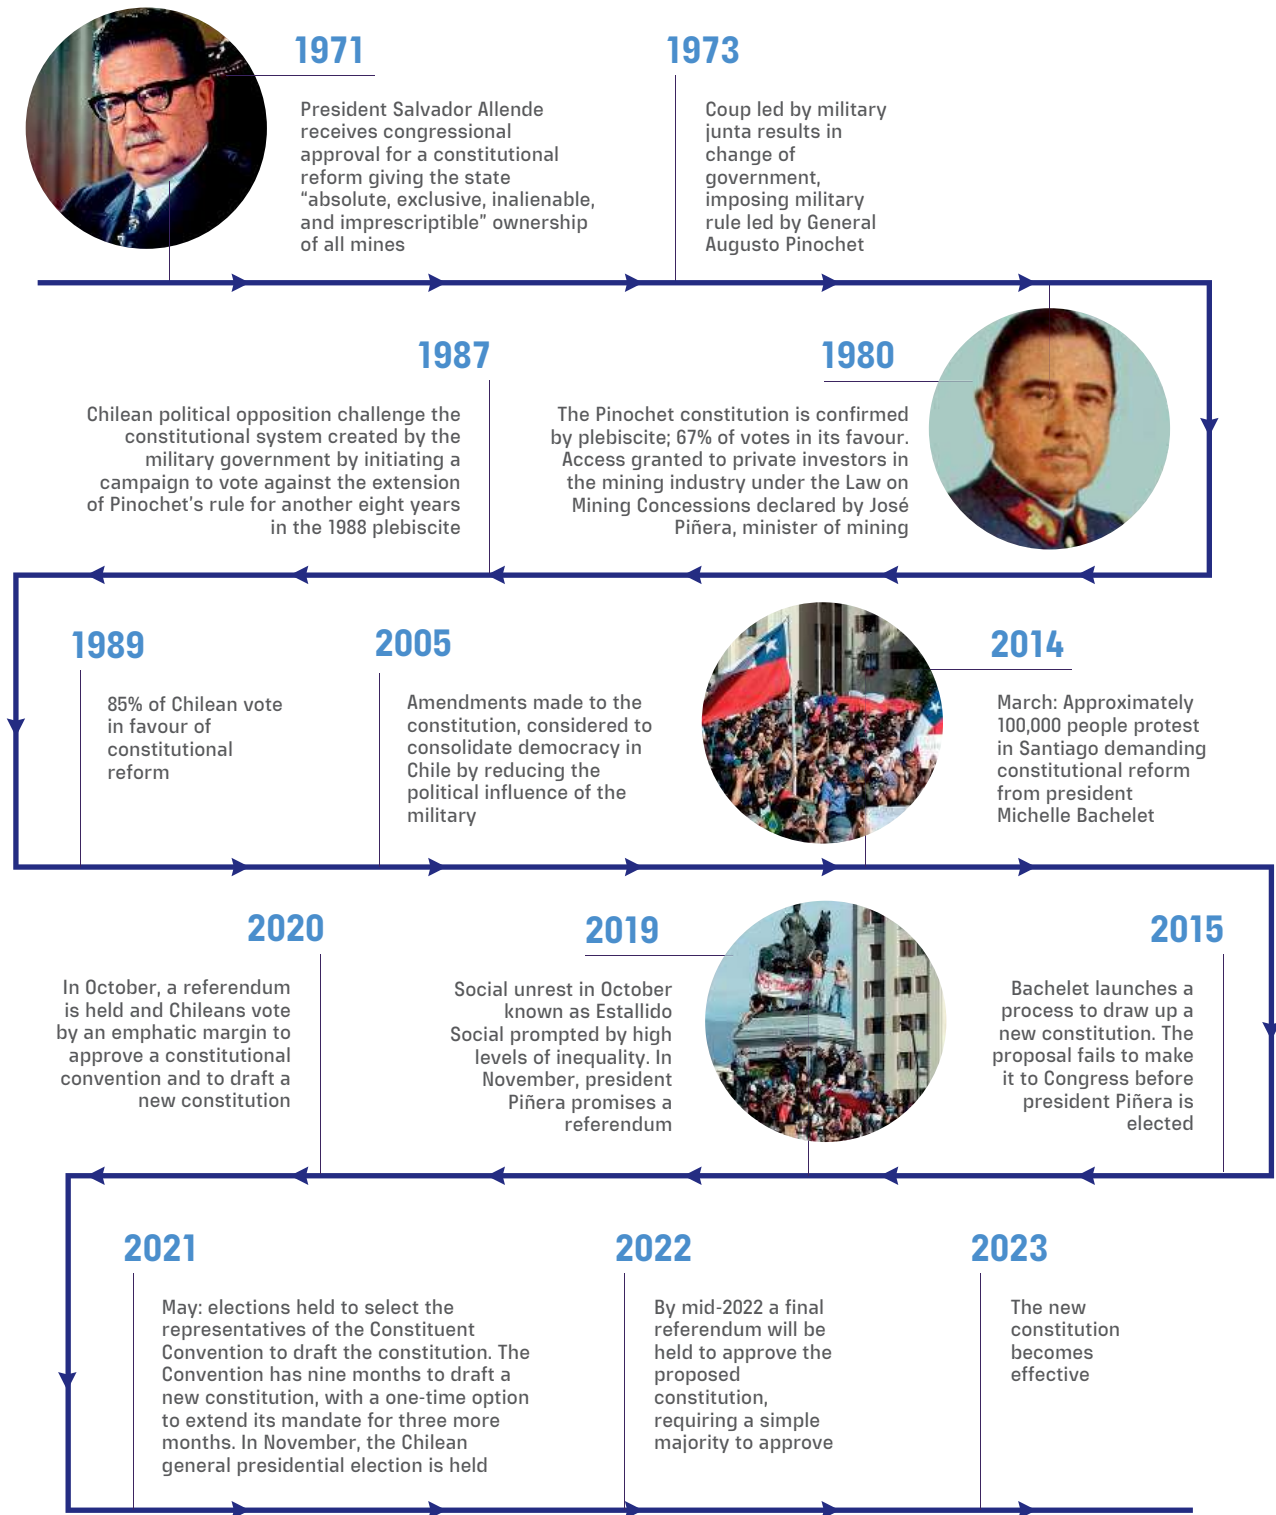 1971
President Salvador Allende
receives congressional
approval for a constitutional
reform giving the state
“absolute, exclusive, inalienable,
and imprescriptible” ownership
of all mines
1973
Coup led by military
junta results in
change of
government,
imposing military
rule led by General
Augusto Pinochet
1980
The Pinochet constitution is confirmed
by plebiscite; 67% of votes in its favour.
Access granted to private investors in
the mining industry under the Law on
Mining Concessions declared by José
Piñera, minister of mining
1987
Chilean political opposition challenge the
constitutional system created by the
military government by initiating a
campaign to vote against the extension
of Pinochet’s rule for another eight years
in the 1988 plebiscite
1989
85% of Chilean vote
in favour of
constitutional
reform
2005
Amendments made to the
constitution, considered to
consolidate democracy in
Chile by reducing the
political influence of the
military
2014
March: Approximately
100,000 people protest
in Santiago demanding
constitutional reform
from president
Michelle Bachelet
2015
Bachelet launches a
process to draw up a
new constitution. The
proposal fails to make
it to Congress before
president Piñera is
elected
2019
Social unrest in October
known as Estallido
Social prompted by high
levels of inequality. In
November, president
Piñera promises a
referendum
2020
In October, a referendum
is held and Chileans vote
by an emphatic margin to
approve a constitutional
convention and to draft a
new constitution
2021
May: elections held to select the
representatives of the Constituent
Convention to draft the constitution. The
Convention has nine months to draft a
new constitution, with a one-time option
to extend its mandate for three more
months. In November, the Chilean
general presidential election is held
2022
By mid-2022 a final
referendum will be
held to approve the
proposed
constitution,
requiring a simple
majority to approve
2023
The new
constitution
becomes
effective